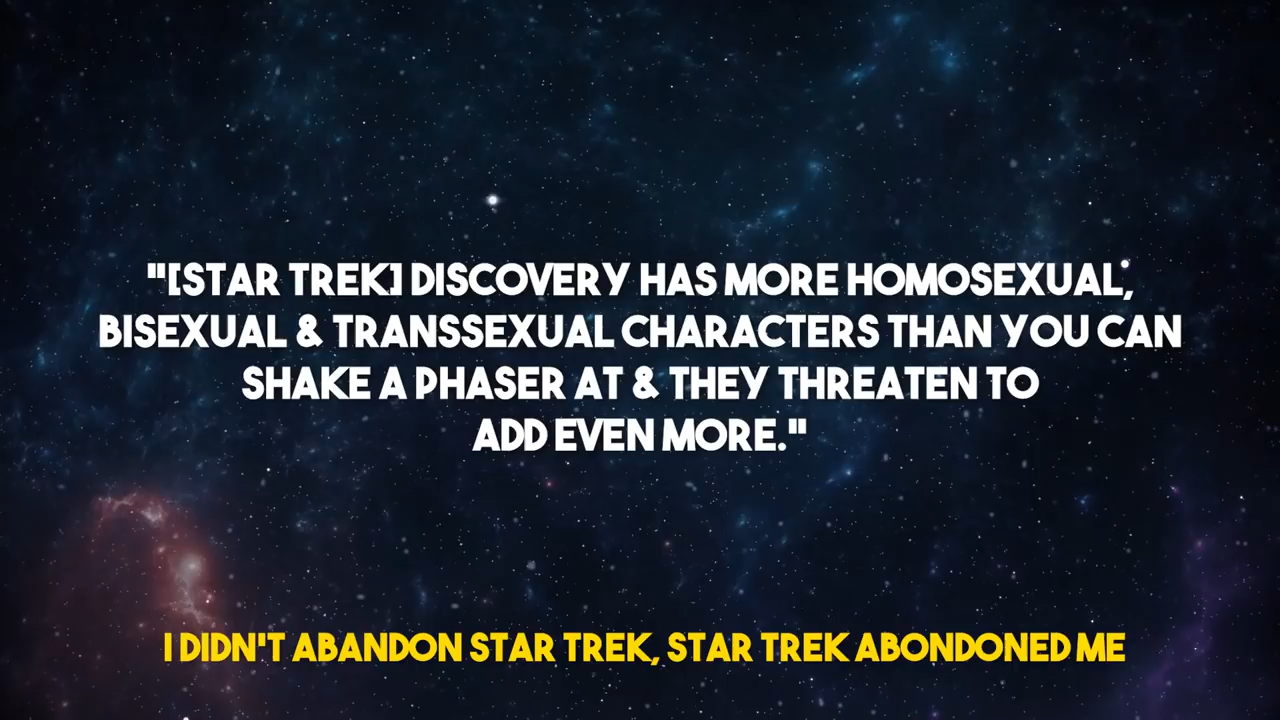 "[STAR TREK] DISCOVERY HAS MORE HOMOSEXUAL,
BISEXUAL & TRANSSEXUAL CHARACTERS THAN YOU CAN
SHAKE A PHASER AT & THEY THREATEN TO
ADD EVEN MORE."
I DIDN'T ABANDON STAR TREK, STAR TREK ABONDONED ME